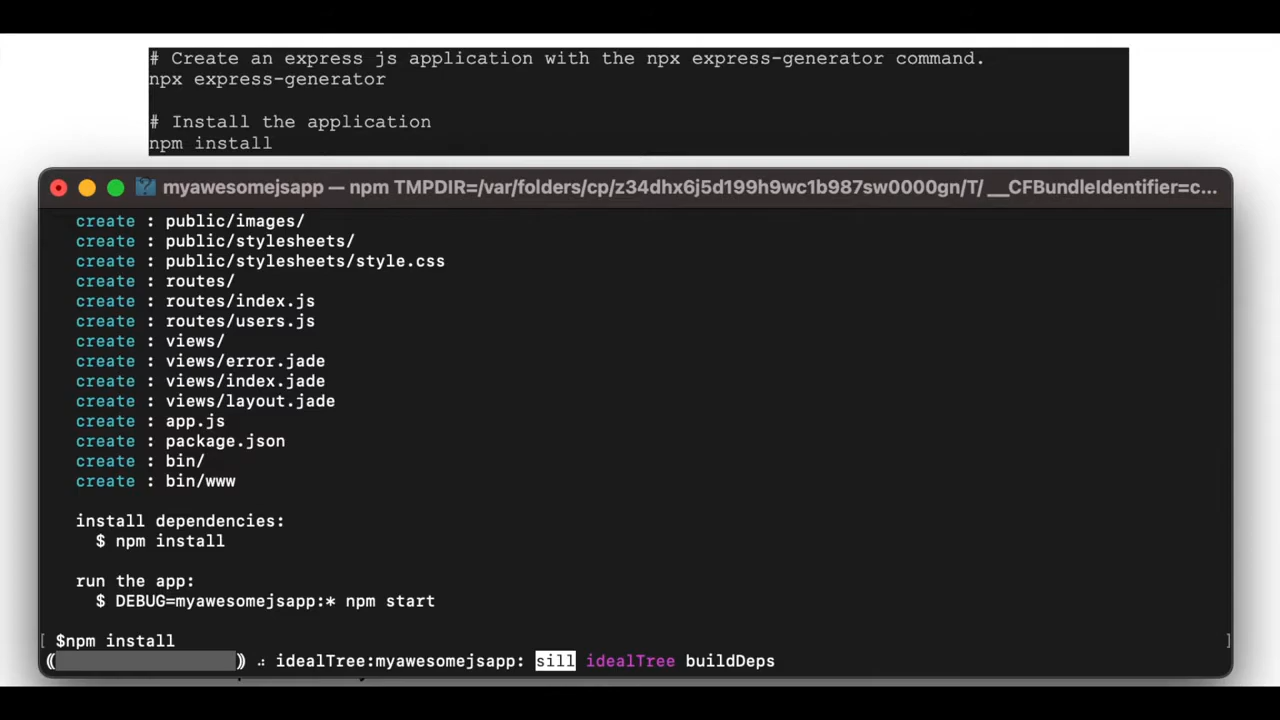 # Create an express js application with the npx express-generator command.
npx express-generator
# Install the application
npm install
myawesomejsapp — npm TMPDIR=/var/folders/cp/z34dhx6j5d199h9wc1b987sw0000gn/T/ __CFBundleIdentifier=c...
create : public/images/
create : public/stylesheets/
create : public/stylesheets/style.css
create : routes/
create : routes/index.js
create : routes/users.js
create : views/
create : views/error.jade
create : views/index.jade
create : views/layout.jade
create : app.js
create : package.json
create : bin/
create : bin/www
install dependencies:
$ npm install
run the app:
$ DEBUG=myawesomejsapp:* npm start
[ $npm install ]
(( ) ⠴ idealTree:myawesomejsapp: sill idealTree buildDeps